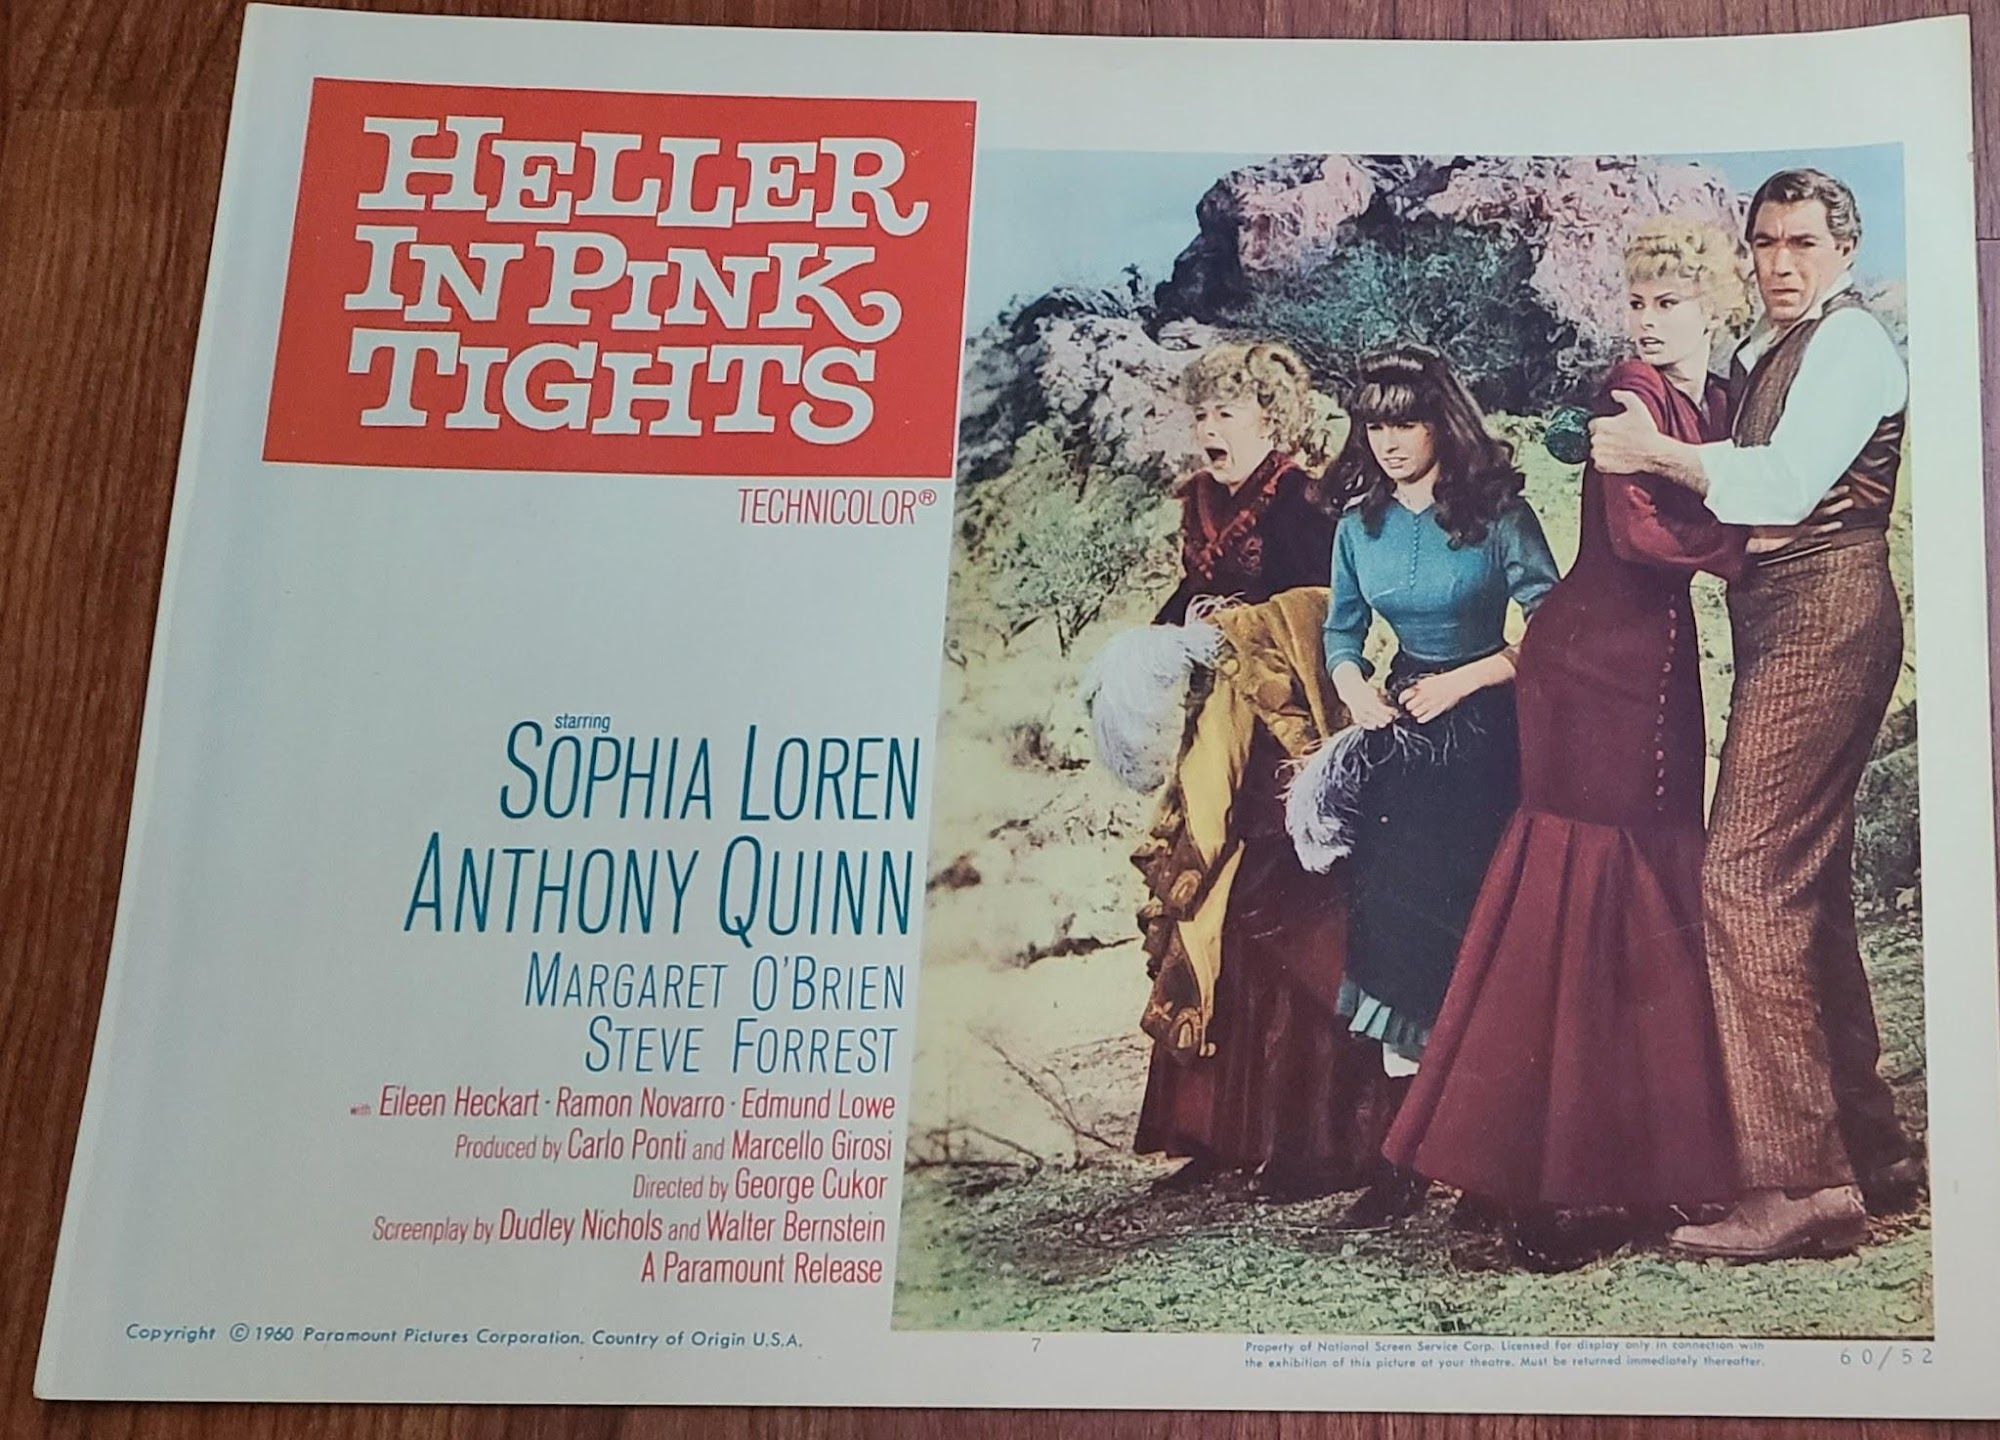 HELLER
IN PINK
TIGHTS
TECHNICOLOR®
starring
SOPHIA LOREN
ANTHONY QUINN
MARGARET O'BRIEN
STEVE FORREST
with Eileen Heckart · Ramon Novarro · Edmund Lowe
Produced by Carlo Ponti and Marcello Girosi
Directed by George Cukor
Screenplay by Dudley Nichols and Walter Bernstein
A Paramount Release
Copyright © 1960 Paramount Pictures Corporation. Country of Origin U.S.A.
7
Property of National Screen Service Corp. Licensed for display only in connection with
the exhibition of this picture at your theatre. Must be returned immediately thereafter.
60/52